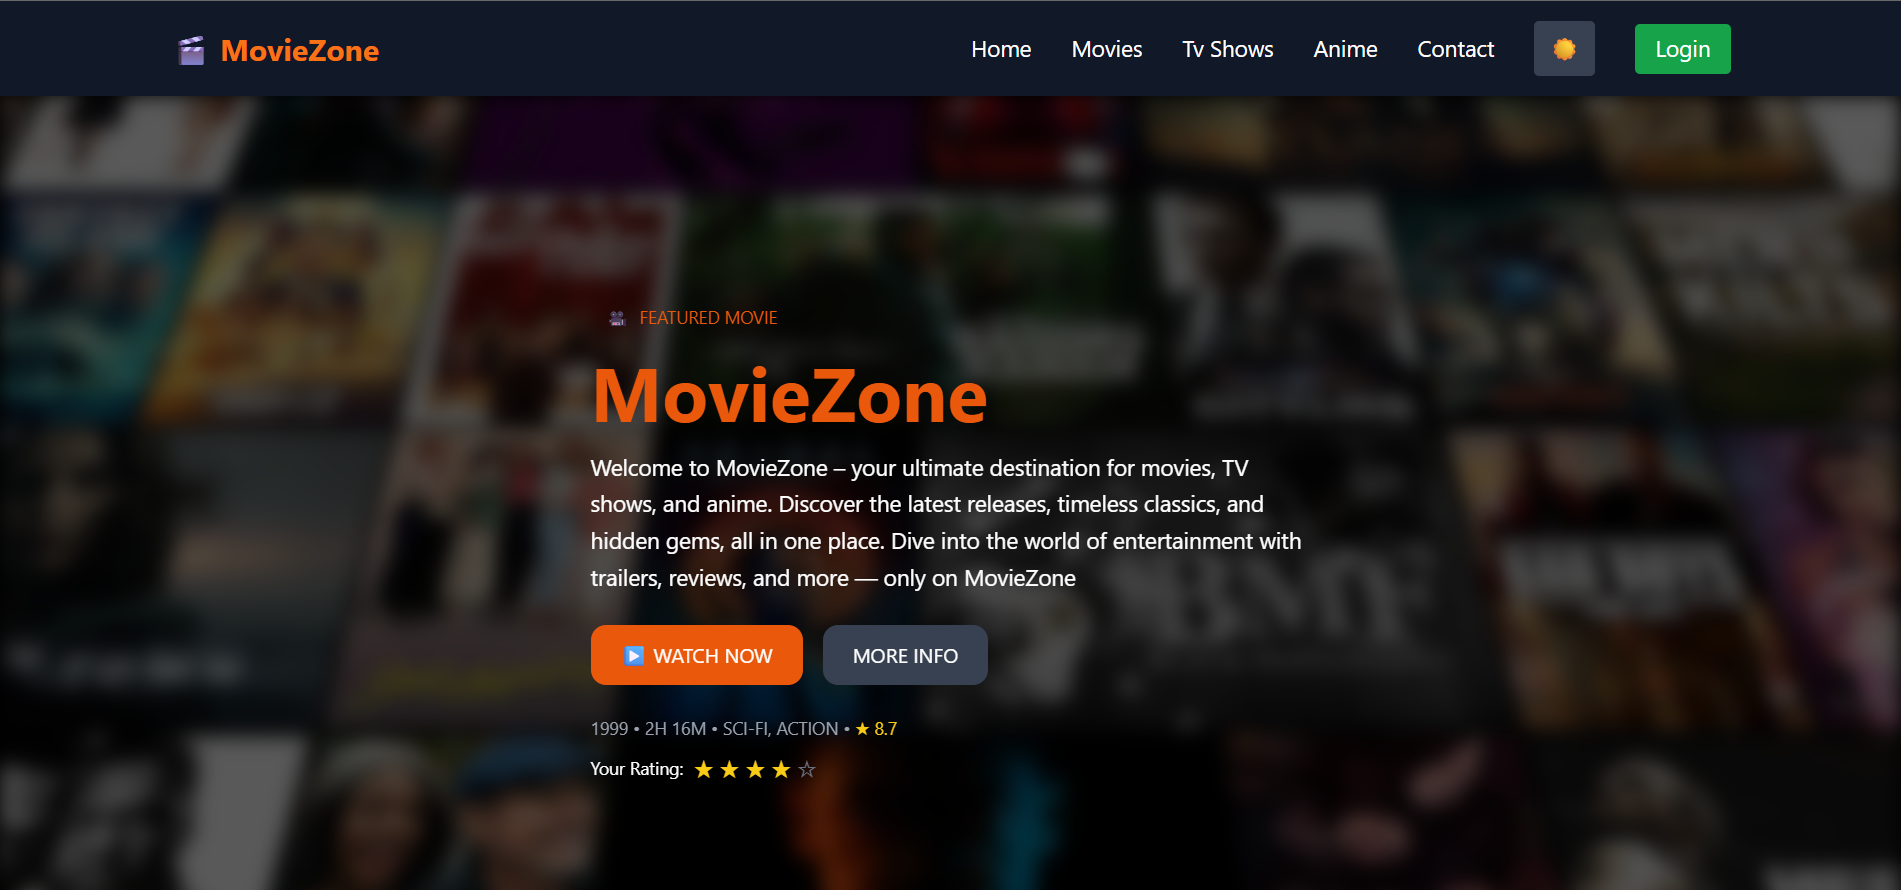 MovieZone
Home Movies Tv Shows Anime Contact Login
FEATURED MOVIE
MovieZone
Welcome to MovieZone – your ultimate destination for movies, TV
shows, and anime. Discover the latest releases, timeless classics, and
hidden gems, all in one place. Dive into the world of entertainment with
trailers, reviews, and more — only on MovieZone
WATCH NOW MORE INFO
1999 • 2H 16M • SCI-FI, ACTION • ★ 8.7
Your Rating: ★ ★ ★ ★ ☆